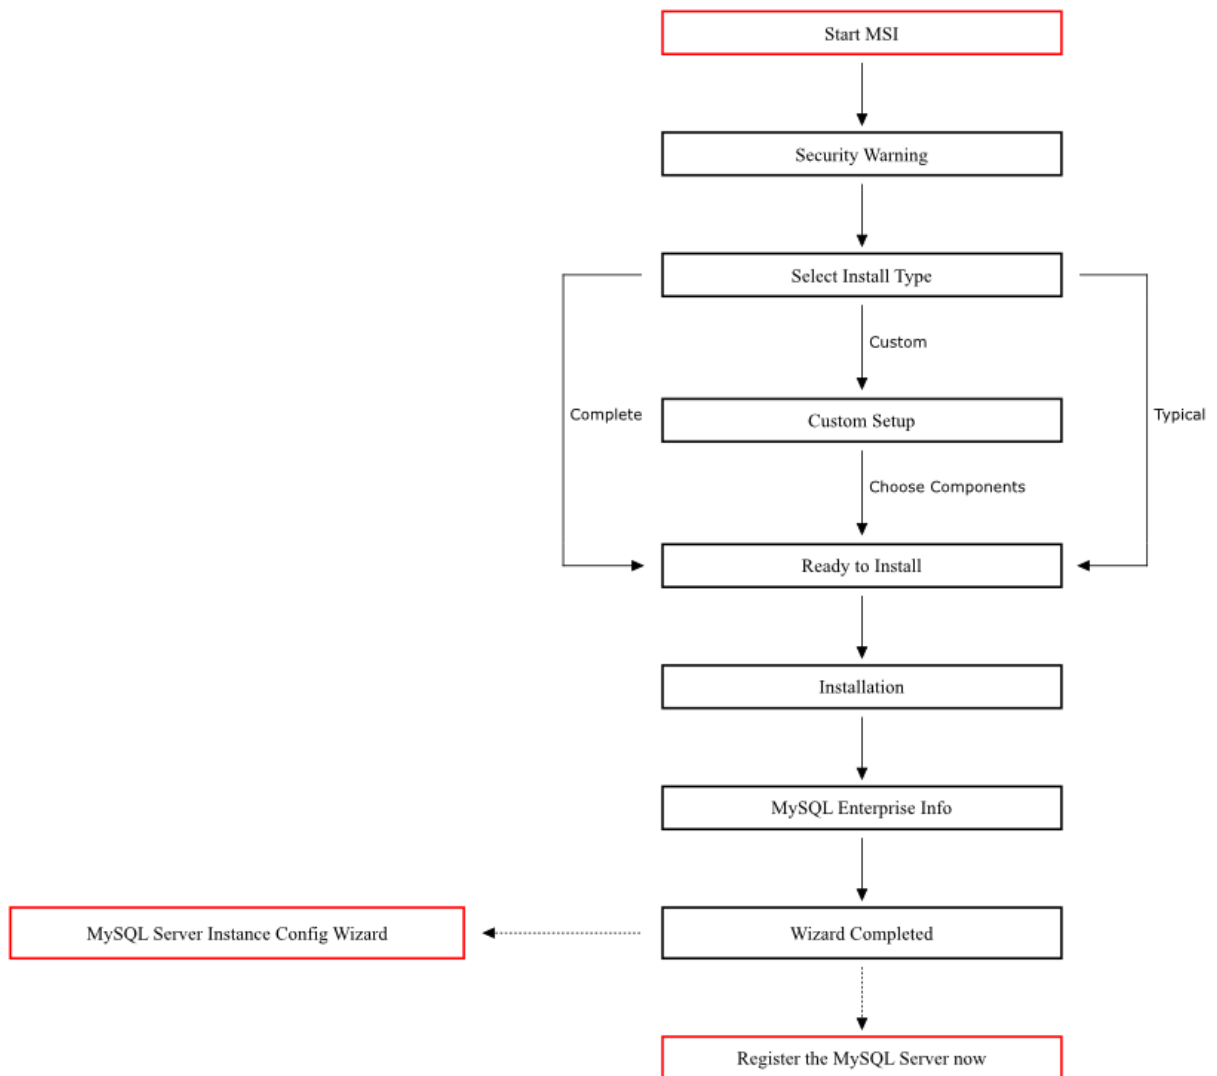 Start MSI
Security Warning
Select Install Type
Custom
Complete
Custom Setup
Typical
Choose Components
Ready to Install
Installation
MySQL Enterprise Info
MySQL Server Instance Config Wizard
Wizard Completed
Register the MySQL Server now